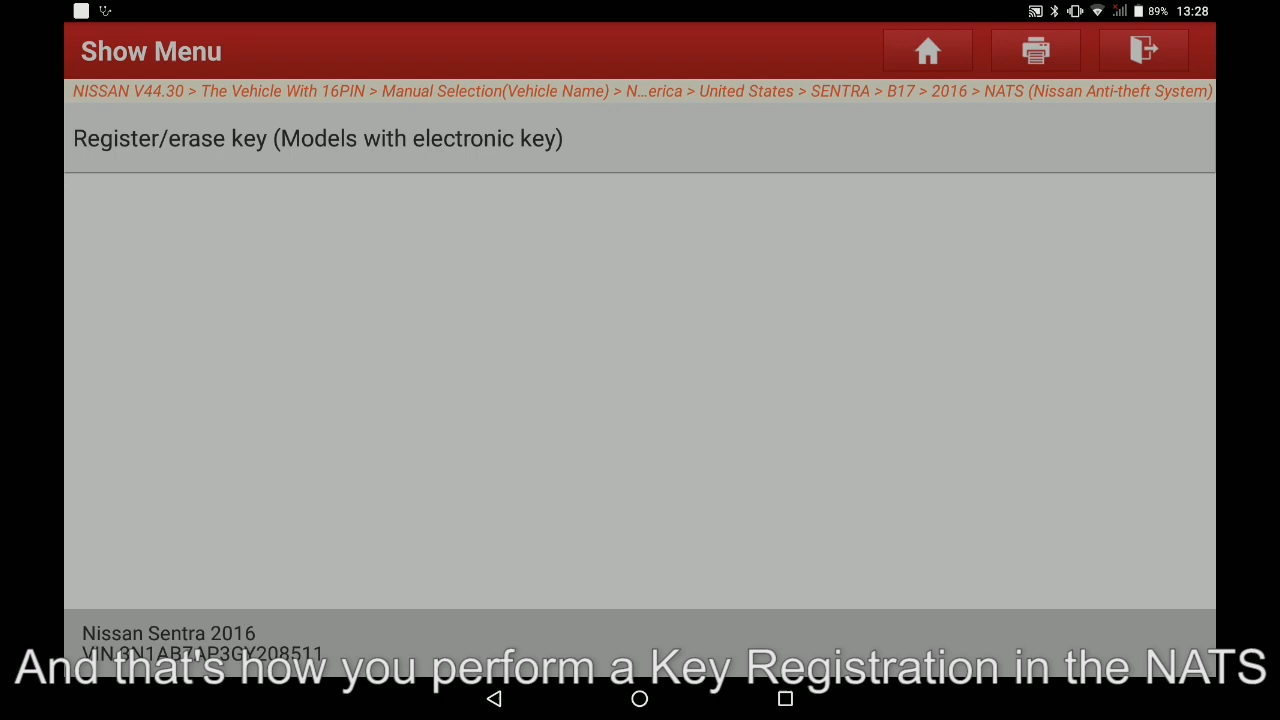 89% 13:28
Show Menu
NISSAN V44.30 > The Vehicle With 16PIN > Manual Selection(Vehicle Name) > N...erica > United States > SENTRA > B17 > 2016 > NATS (Nissan Anti-theft System)
Register/erase key (Models with electronic key)
Nissan Sentra 2016
VIN 3N1AB7AP3GY208511
And that's how you perform a Key Registration in the NATS